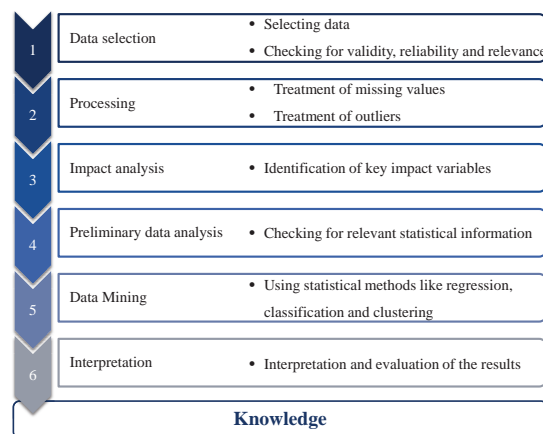 1
Data selection
• Selecting data
• Checking for validity, reliability and relevance
2
Processing
• Treatment of missing values
• Treatment of outliers
3
Impact analysis
• Identification of key impact variables
4
Preliminary data analysis
• Checking for relevant statistical information
5
Data Mining
• Using statistical methods like regression,
classification and clustering
6
Interpretation
• Interpretation and evaluation of the results
Knowledge